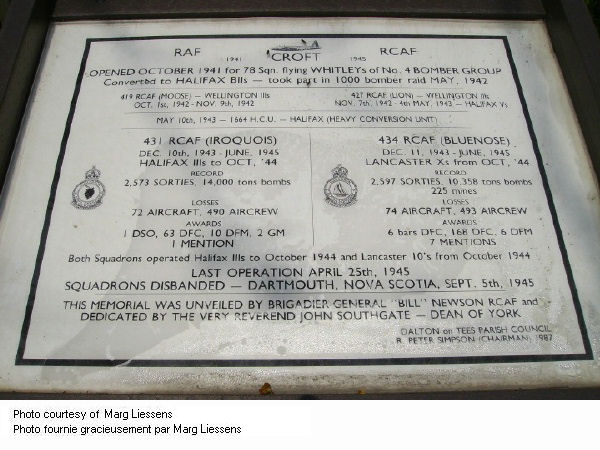 RAF CROFT RCAF
1941 1945
OPENED OCTOBER 1941 for 78 Sqn. flying WHITLEYs of No. 4 BOMBER GROUP
Converted to HALIFAX BIIs — took part in 1000 bomber raid MAY, 1942
419 RCAF (MOOSE) — WELLINGTON IIIs
OCT. 1st, 1942 - NOV. 9th, 1942
427 RCAF (LION) — WELLINGTON IIIs
NOV. 7th, 1942 - 4th MAY, 1943 — HALIFAX Vs
MAY 10th, 1943 — 1664 H.C.U. — HALIFAX (HEAVY CONVERSION UNIT)
431 RCAF (IROQUOIS)
DEC. 10th, 1943 - JUNE, 1945
HALIFAX IIIs to OCT, '44
RECORD
2,573 SORTIES, 14,000 tons bombs
LOSSES
72 AIRCRAFT, 490 AIRCREW
AWARDS
1 DSO, 63 DFC, 10 DFM, 2 GM
1 MENTION
434 RCAF (BLUENOSE)
DEC. 11, 1943 - JUNE, 1945
LANCASTER Xs from OCT, '44
RECORD
2,597 SORTIES, 10,358 tons bombs
225 mines
LOSSES
74 AIRCRAFT, 493 AIRCREW
AWARDS
6 bars DFC, 168 DFC, 6 DFM
7 MENTIONS
Both Squadrons operated Halifax IIIs to October 1944 and Lancaster 10's from October 1944
LAST OPERATION APRIL 25th, 1945
SQUADRONS DISBANDED — DARTMOUTH, NOVA SCOTIA, SEPT. 5th, 1945
THIS MEMORIAL WAS UNVEILED BY BRIGADIER GENERAL "BILL" NEWSON RCAF and
DEDICATED BY THE VERY REVEREND JOHN SOUTHGATE — DEAN OF YORK
DALTON on TEES PARISH COUNCIL
R. PETER SIMPSON (CHAIRMAN) 1987
Photo courtesy of Marg Liessens
Photo fournie gracieusement par Marg Liessens